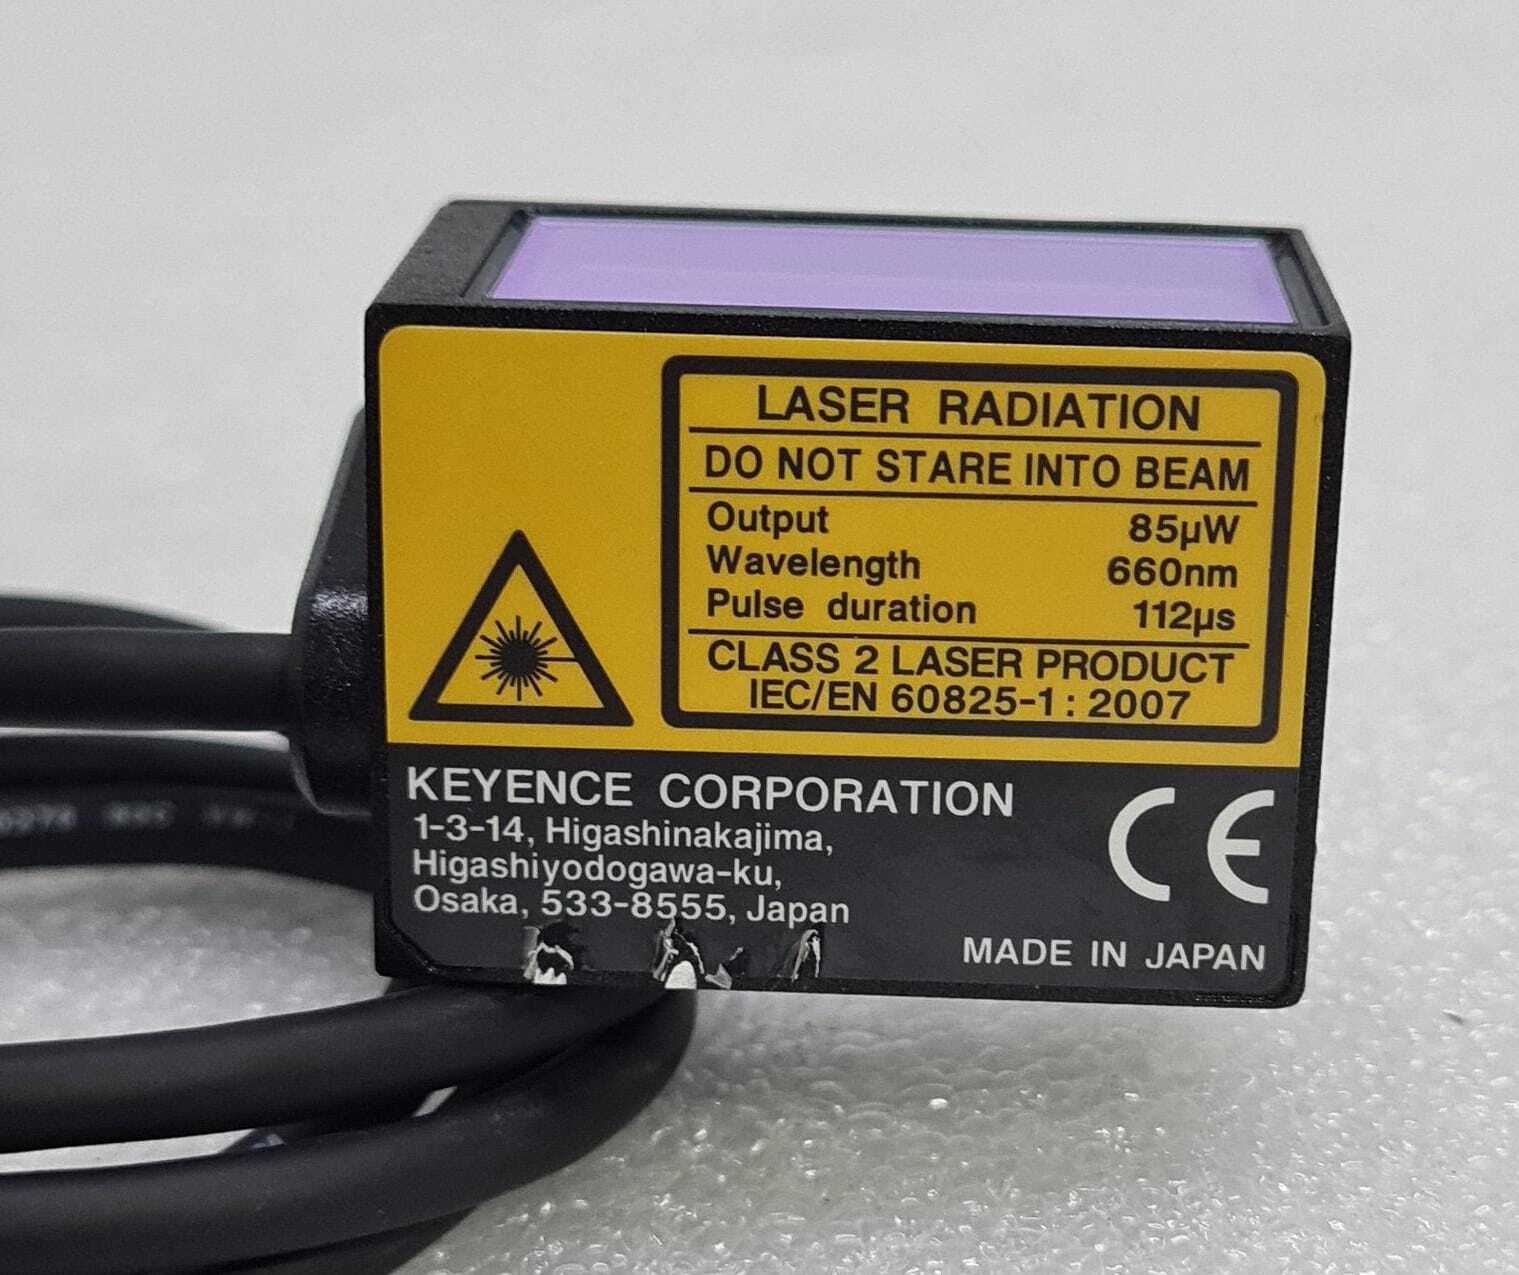 LASER RADIATION
DO NOT STARE INTO BEAM
Output 85µW
Wavelength 660nm
Pulse duration 112µs
CLASS 2 LASER PRODUCT
IEC/EN 60825-1 : 2007
KEYENCE CORPORATION
1-3-14, Higashinakajima,
Higashiyodogawa-ku,
Osaka, 533-8555, Japan
CE
MADE IN JAPAN